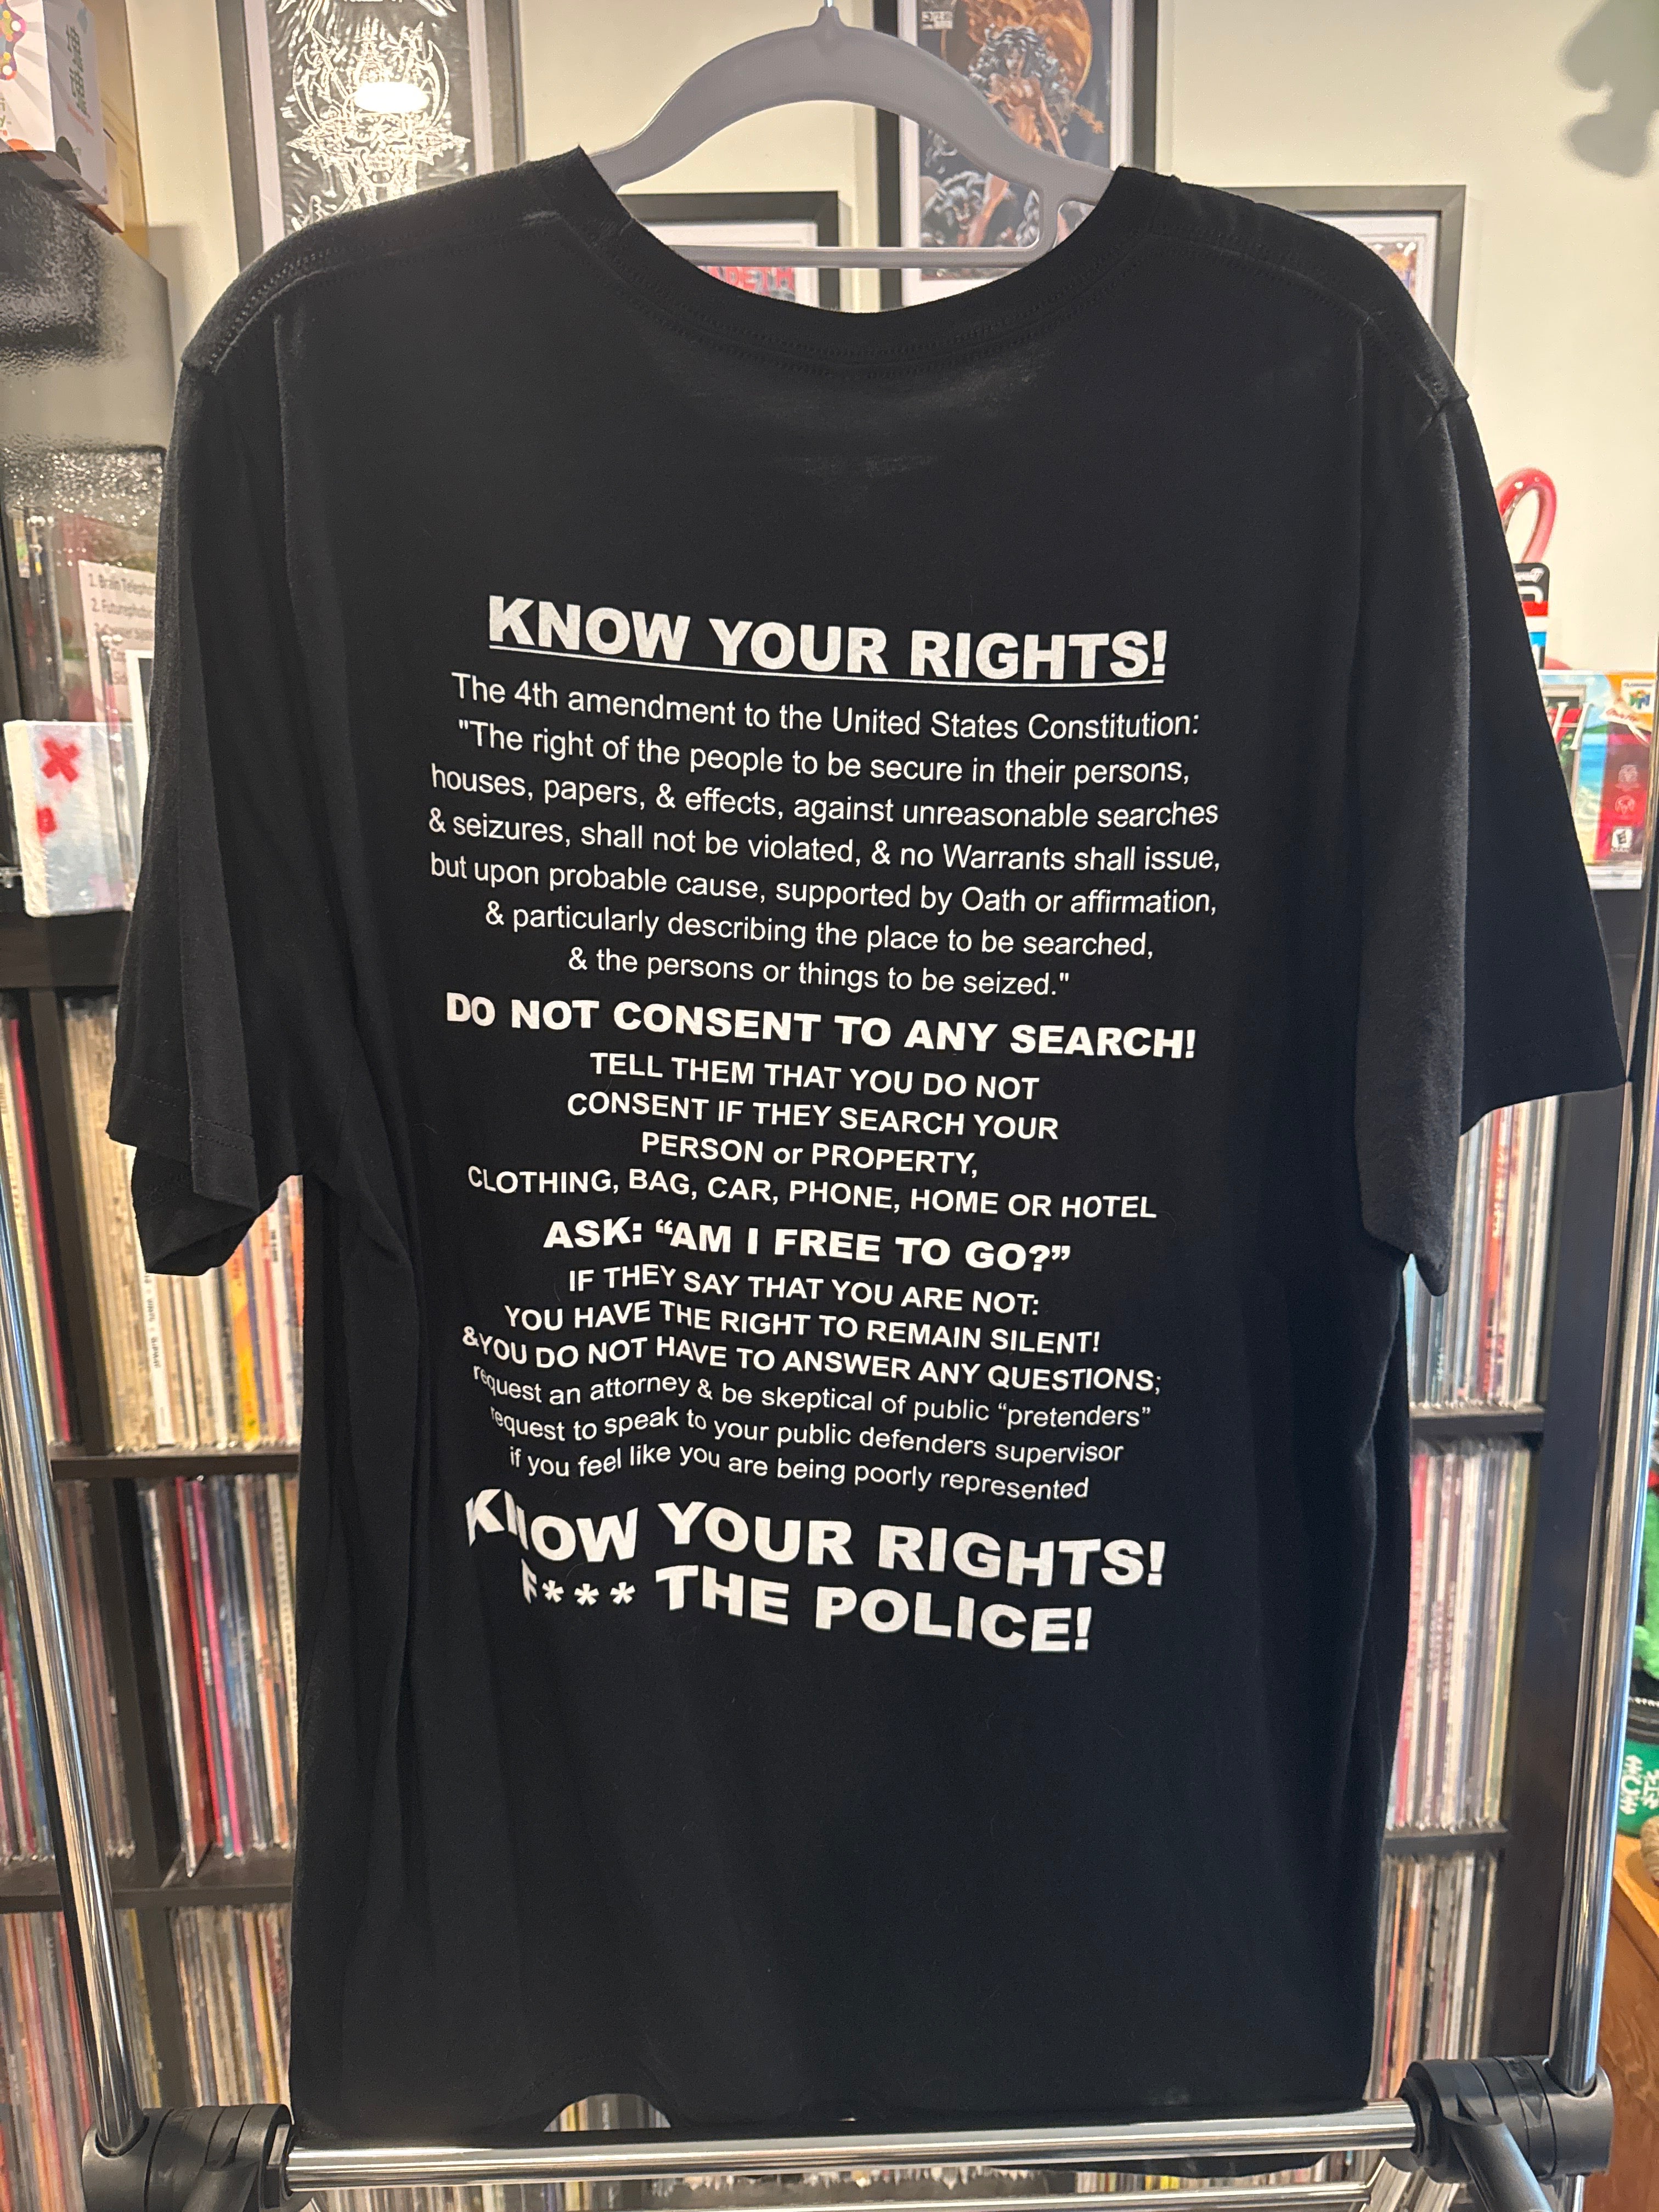 KNOW YOUR RIGHTS!
The 4th amendment to the United States Constitution:
"The right of the people to be secure in their persons,
houses, papers, & effects, against unreasonable searches
& seizures, shall not be violated, & no Warrants shall issue,
but upon probable cause, supported by Oath or affirmation,
& particularly describing the place to be searched,
& the persons or things to be seized."
DO NOT CONSENT TO ANY SEARCH!
TELL THEM THAT YOU DO NOT
CONSENT IF THEY SEARCH YOUR
PERSON or PROPERTY,
CLOTHING, BAG, CAR, PHONE, HOME OR HOTEL
ASK: “AM I FREE TO GO?”
IF THEY SAY THAT YOU ARE NOT:
YOU HAVE THE RIGHT TO REMAIN SILENT!
&YOU DO NOT HAVE TO ANSWER ANY QUESTIONS;
request an attorney & be skeptical of public “pretenders”
request to speak to your public defenders supervisor
if you feel like you are being poorly represented
KNOW YOUR RIGHTS!
F*** THE POLICE!
1. Brain
2.